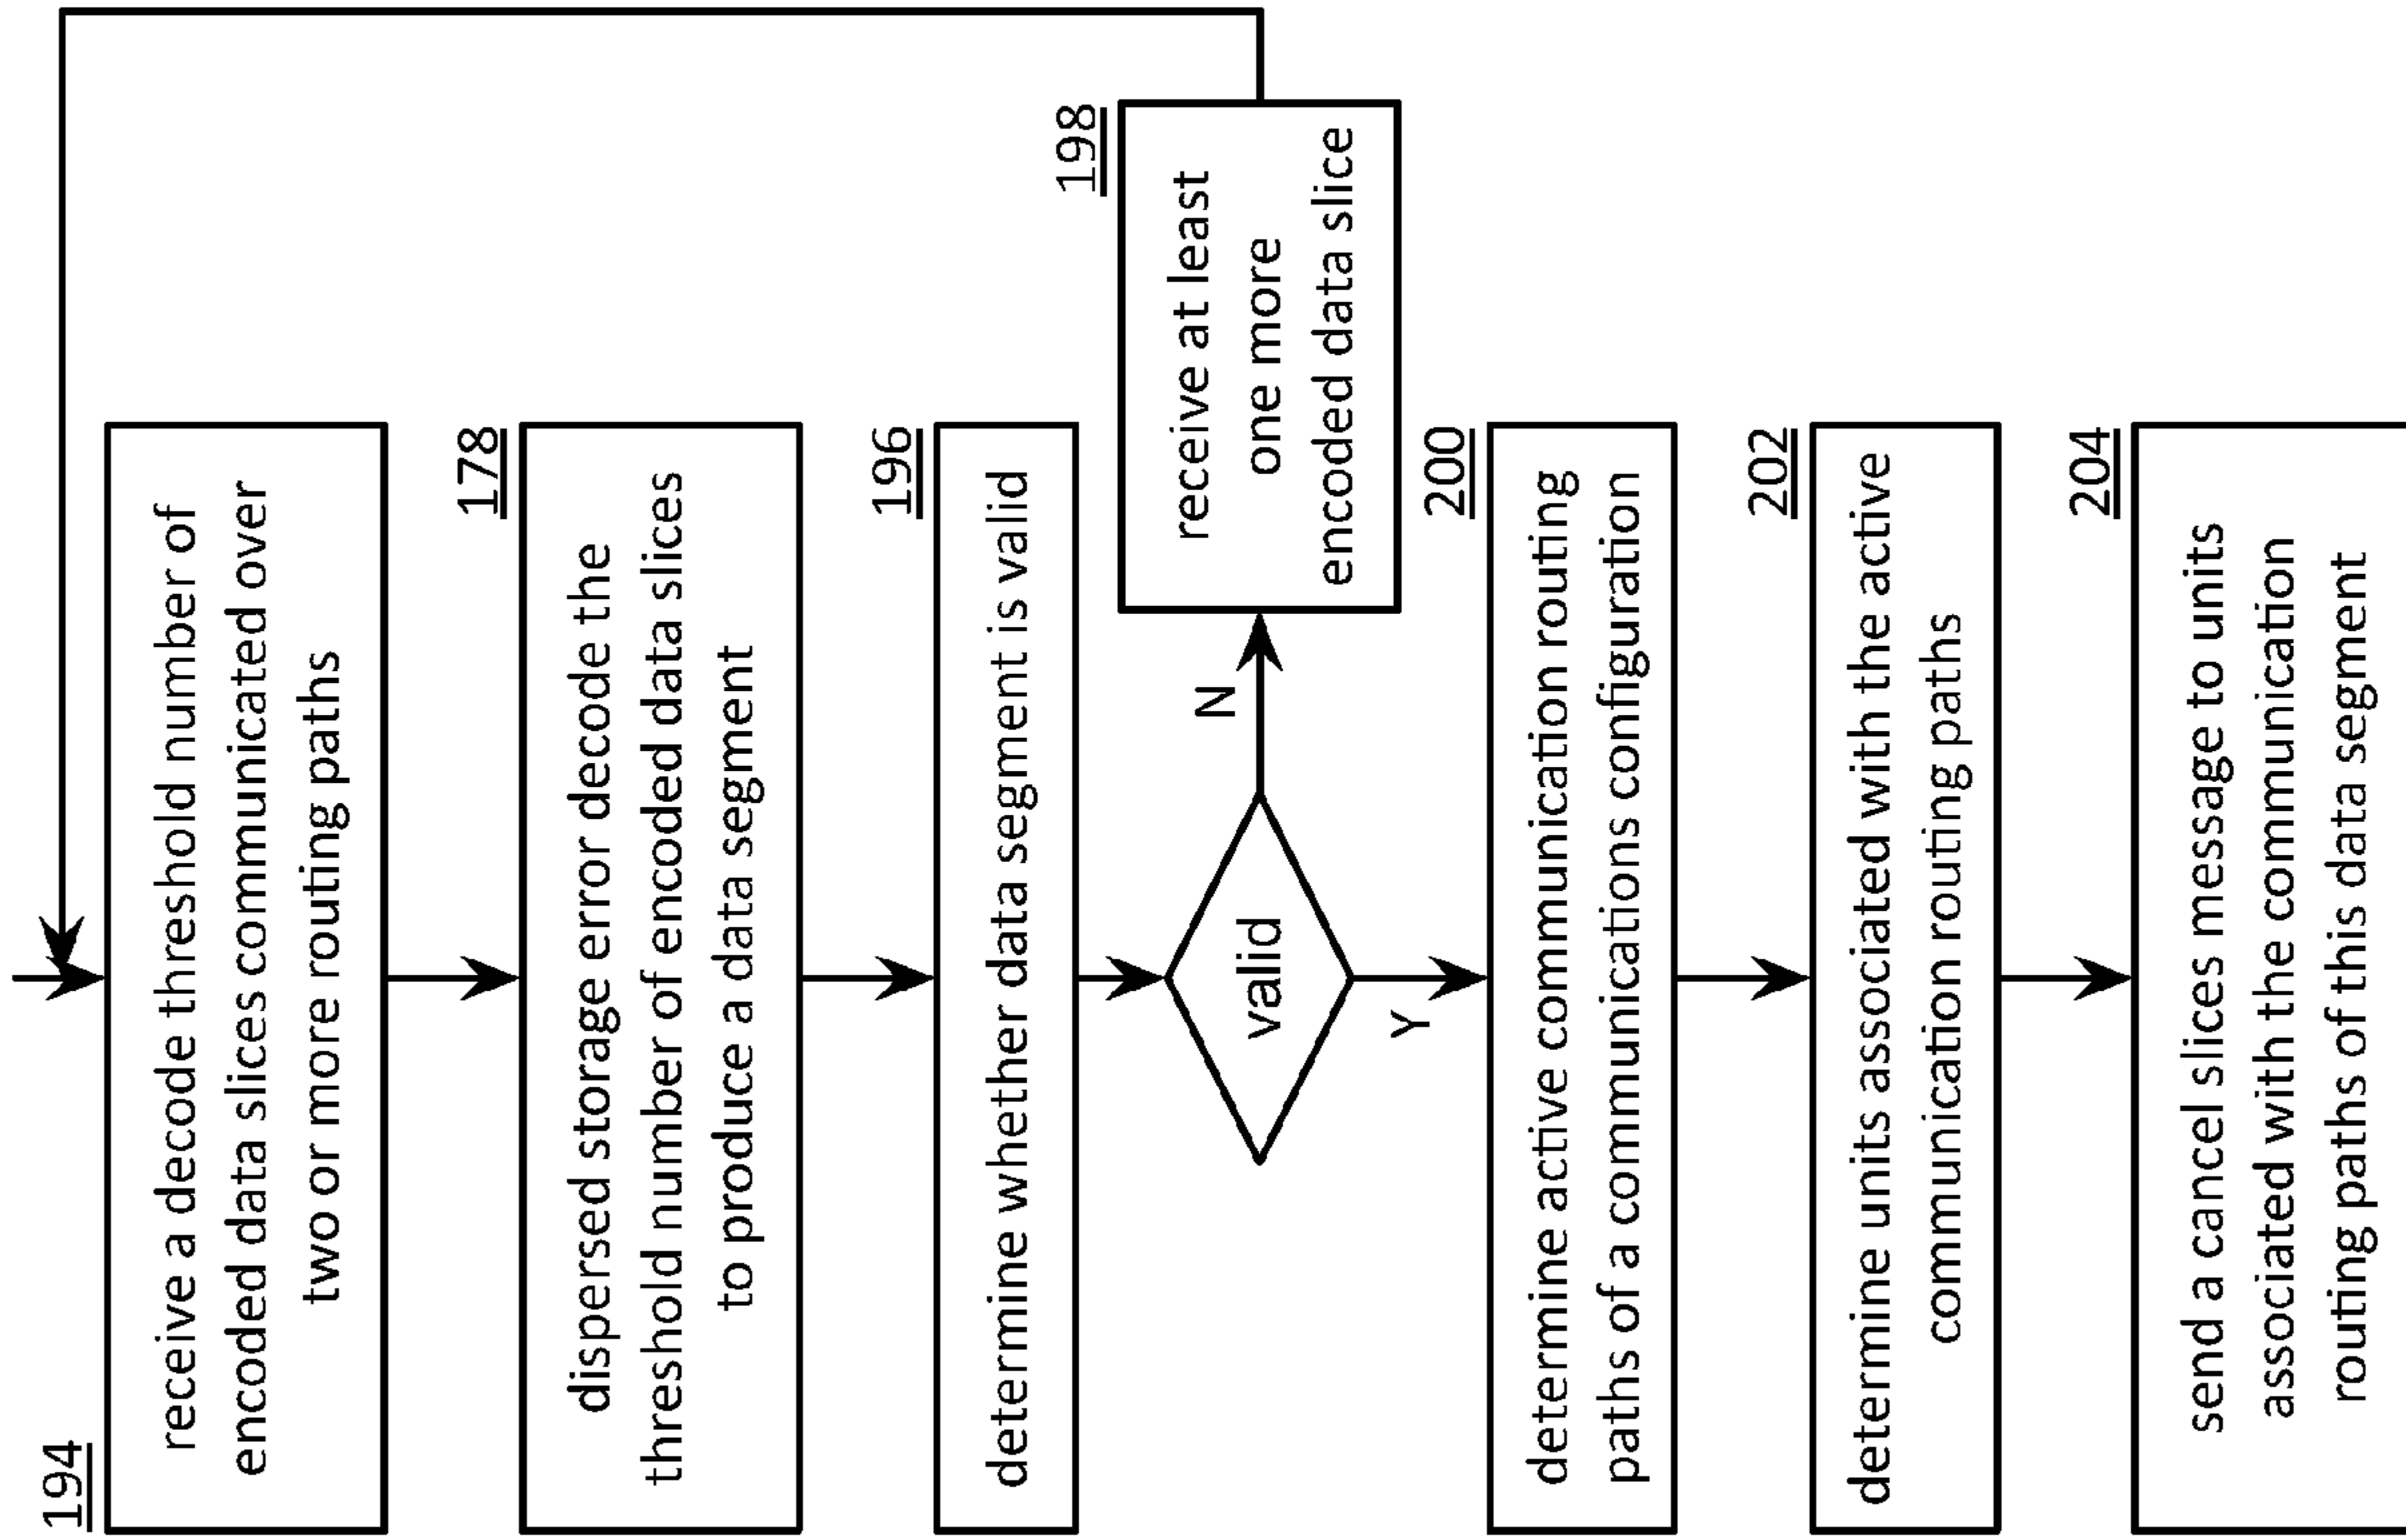 194
receive a decode threshold number of
encoded data slices communicated over
two or more routing paths
178
dispersed storage error decode the
threshold number of encoded data slices
to produce a data segment
196
determine whether data segment is valid
valid
N
198
receive at least
one more
encoded data slice
Y
200
determine active communication routing
paths of a communications configuration
202
determine units associated with the active
communication routing paths
204
send a cancel slices message to units
associated with the communication
routing paths of this data segment